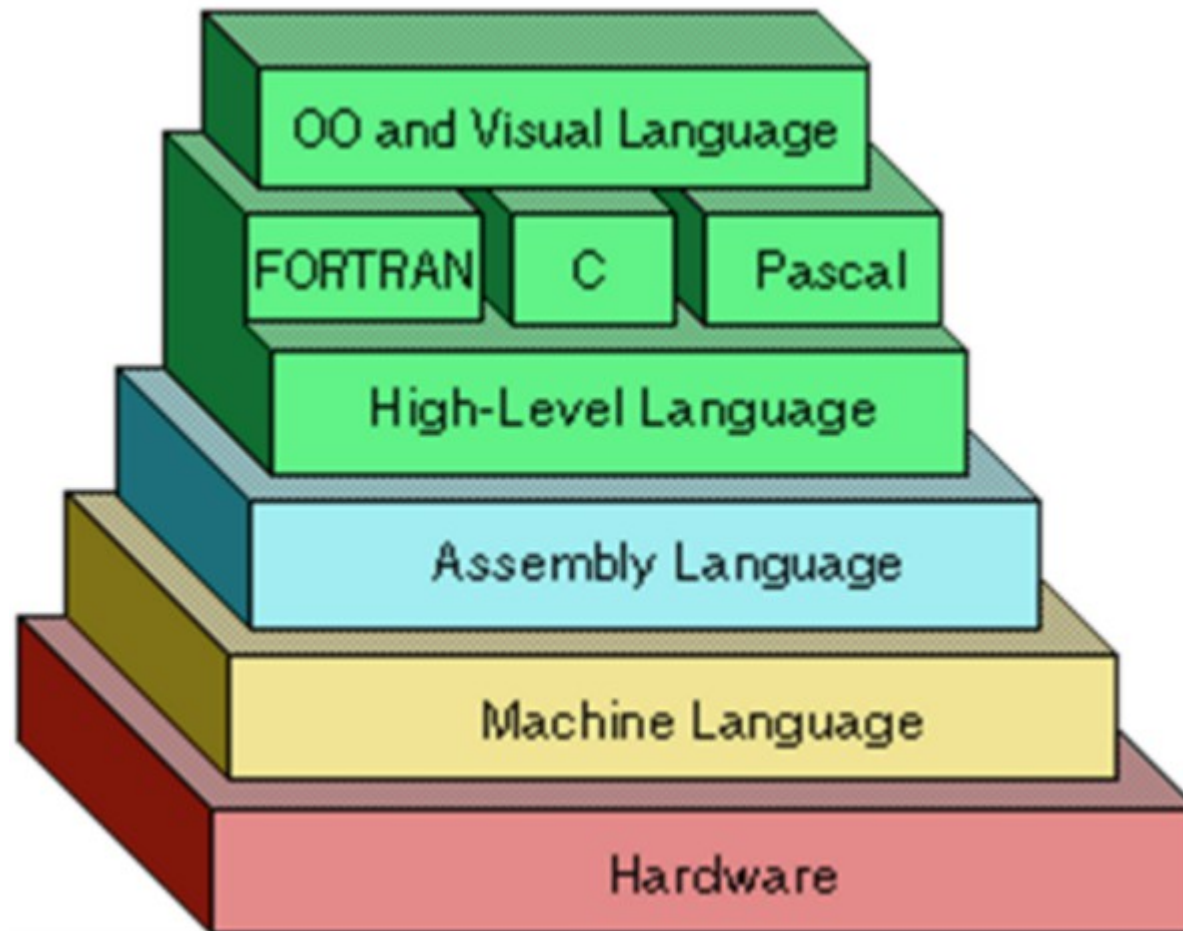 OO and Visual Language
FORTRAN
C
Pascal
High-Level Language
Assembly Language
Machine Language
Hardware